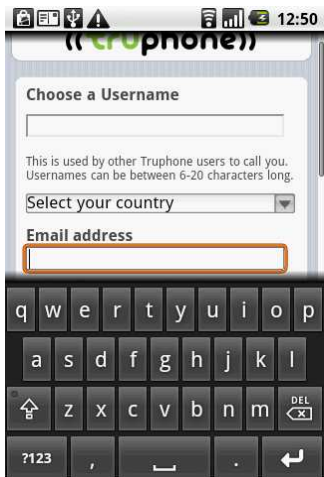 12:50
((truphone))
Choose a Username
This is used by other Truphone users to call you.
Usernames can be between 6-20 characters long.
Select your country
Email address
q w e r t y u i o p
a s d f g h j k l
z x c v b n m DEL
?123 , .